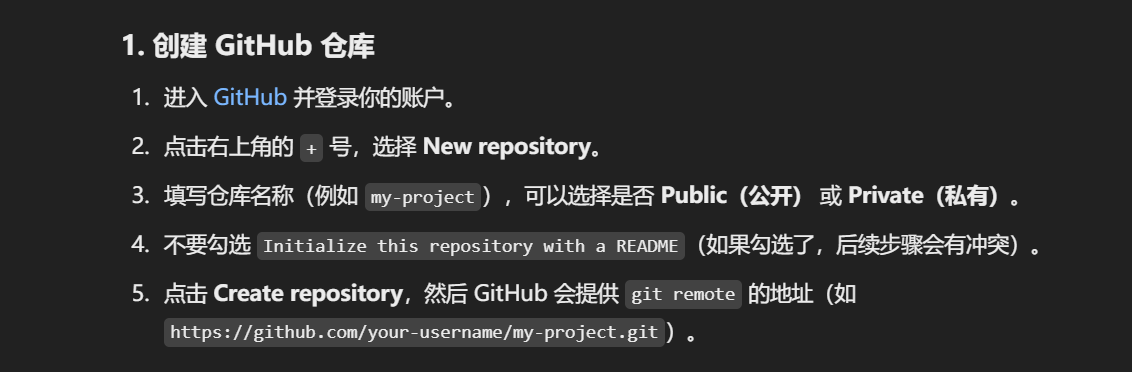 1. 创建 GitHub 仓库
1. 进入 GitHub 并登录你的账户。
2. 点击右上角的 + 号，选择 New repository。
3. 填写仓库名称（例如 my-project），可以选择是否 Public（公开） 或 Private（私有）。
4. 不要勾选 Initialize this repository with a README（如果勾选了，后续步骤会有冲突）。
5. 点击 Create repository，然后 GitHub 会提供 git remote 的地址（如
https://github.com/your-username/my-project.git）。